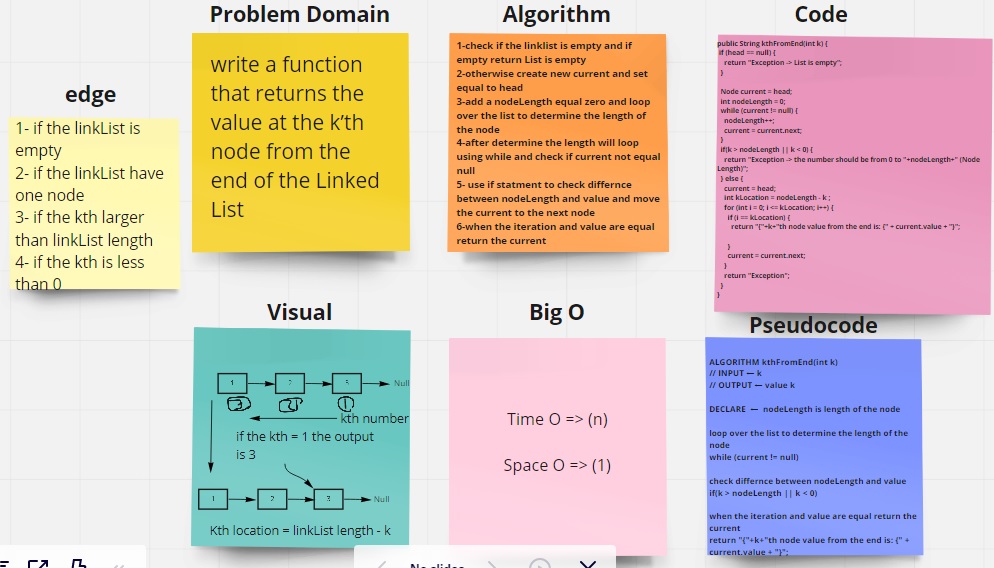 Problem Domain
Algorithm
Code
edge
1- if the linkList is
empty
2- if the linkList have
one node
3- if the kth larger
than linkList length
4- if the kth is less
than 0
write a function
that returns the
value at the k’th
node from the
end of the Linked
List
1-check if the linklist is empty and if
empty return List is empty
2-otherwise create new current and set
equal to head
3-add a nodeLength equal zero and loop
over the list to determine the length of
the node
4-after determine the length will loop
using while and check if current not equal
null
5- use if statment to check differnce
between nodeLength and value and move
the current to the next node
6-when the iteration and value are equal
return the current
public String kthFromEnd(int k) {
if (head == null) {
return "Exception -> List is empty";
}
Node current = head;
int nodeLength = 0;
while (current != null) {
nodeLength++;
current = current.next;
}
if(k > nodeLength || k < 0) {
return "Exception -> the number should be from 0 to "+nodeLength+" (Node
Length)";
} else {
current = head;
int kLocation = nodeLength - k ;
for (int i = 0; i <= kLocation; i++) {
if (i == kLocation) {
return "{"+k+"th node value from the end is: {" + current.value + "}";
}
current = current.next;
}
return "Exception";
}
}
Visual
Big O
Pseudocode
1 2 3 Null
3 2 1
kth number
if the kth = 1 the output
is 3
1 2 3 Null
Kth location = linkList length - k
Time O => (n)
Space O => (1)
ALGORITHM kthFromEnd(int k)
// INPUT — k
// OUTPUT — value k
DECLARE — nodeLength is length of the node
loop over the list to determine the length of the
node
while (current != null)
check differnce between nodeLength and value
if(k > nodeLength || k < 0)
when the iteration and value are equal return the
current
return "{"+k+"th node value from the end is: {" +
current.value + "}";
No slides